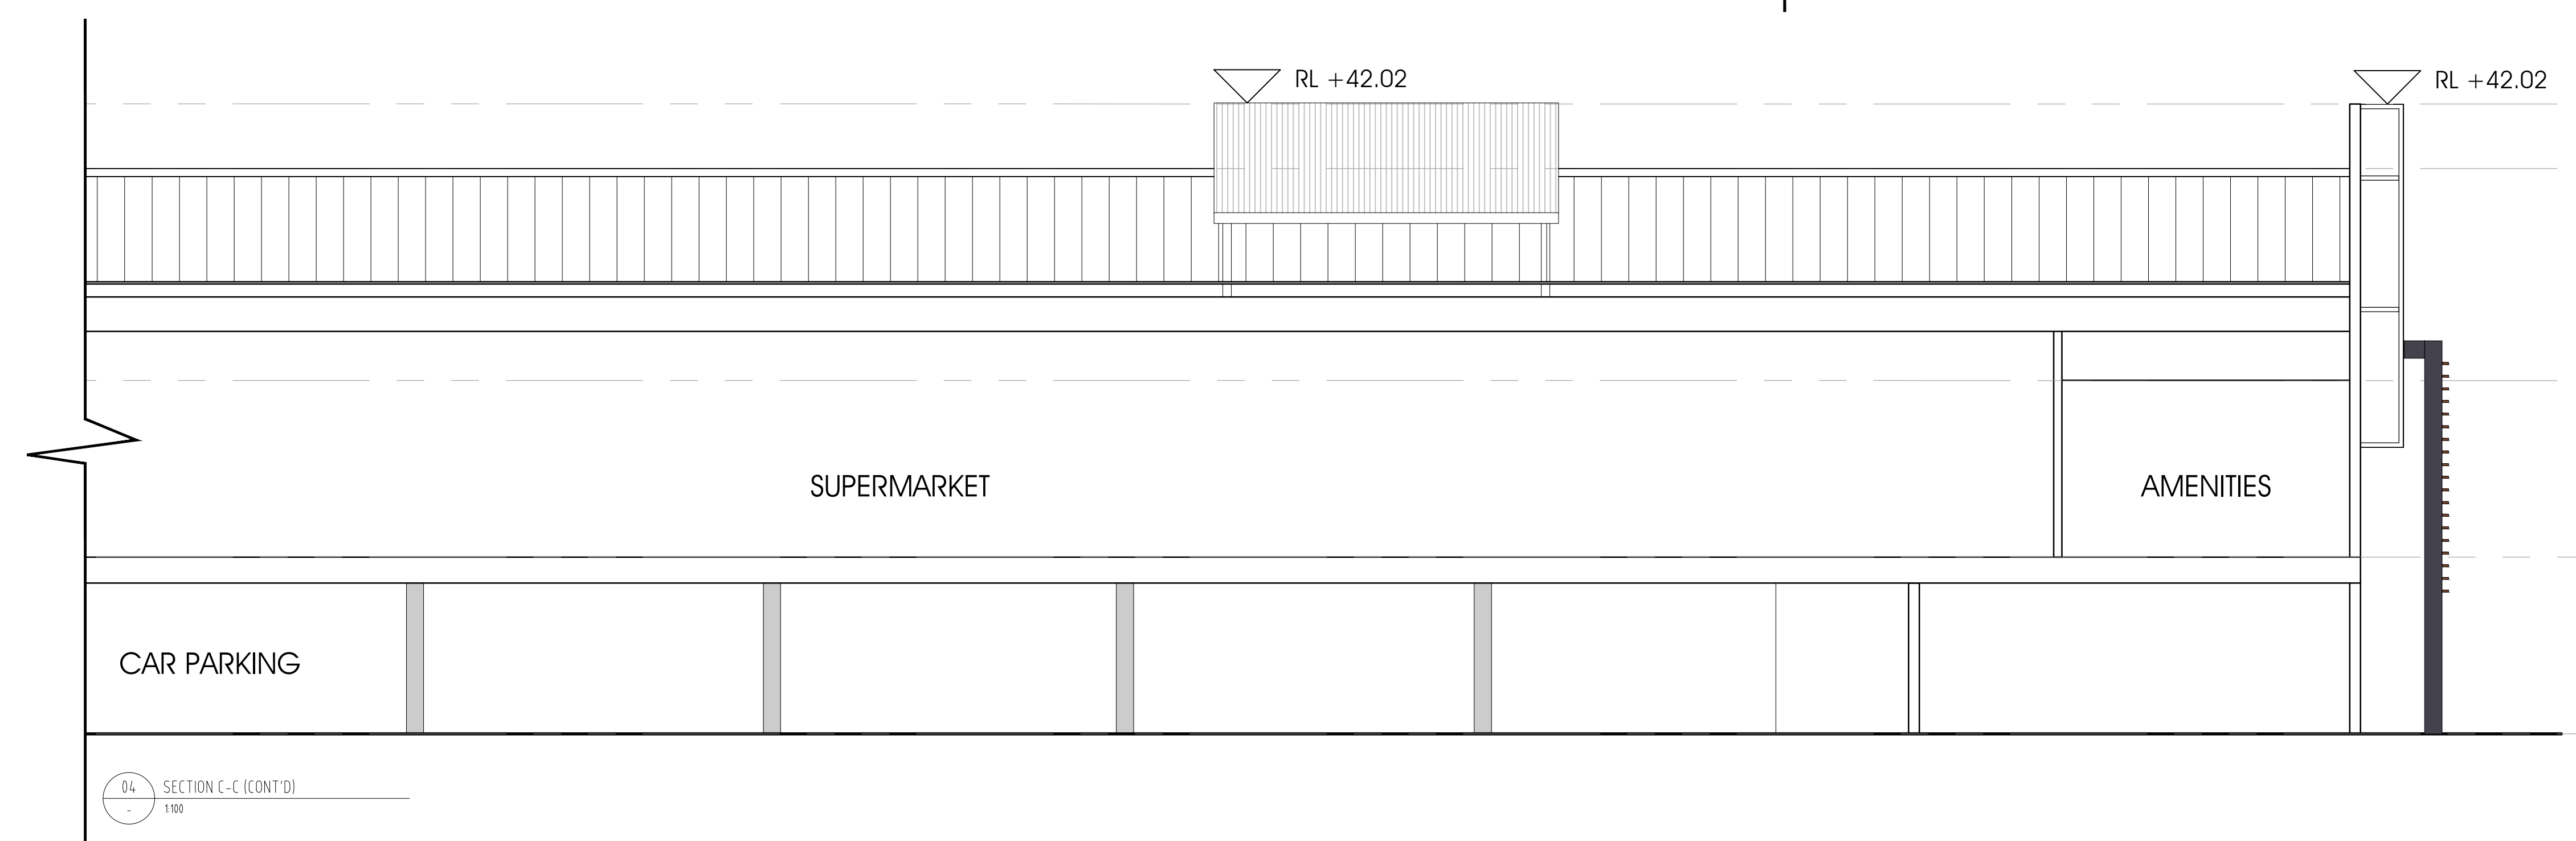 RL +42.02
RL +42.02
SUPERMARKET
AMENITIES
CAR PARKING
04
SECTION C-C (CONT'D)
-
1:100